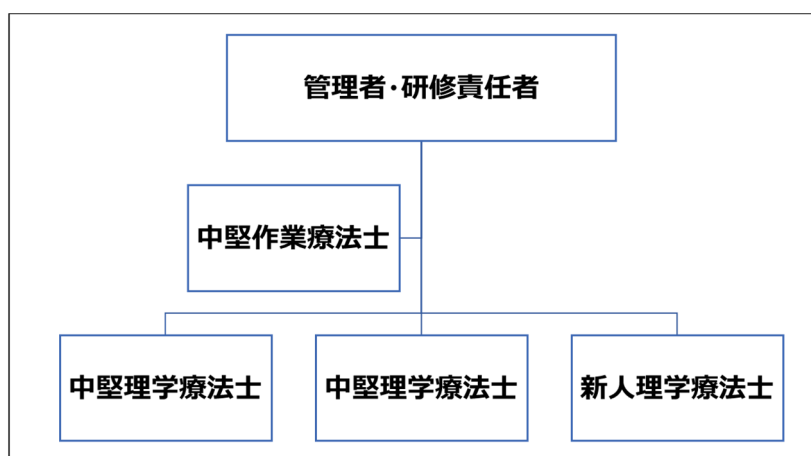 管理者・研修責任者
中堅作業療法士
中堅理学療法士
中堅理学療法士
新人理学療法士